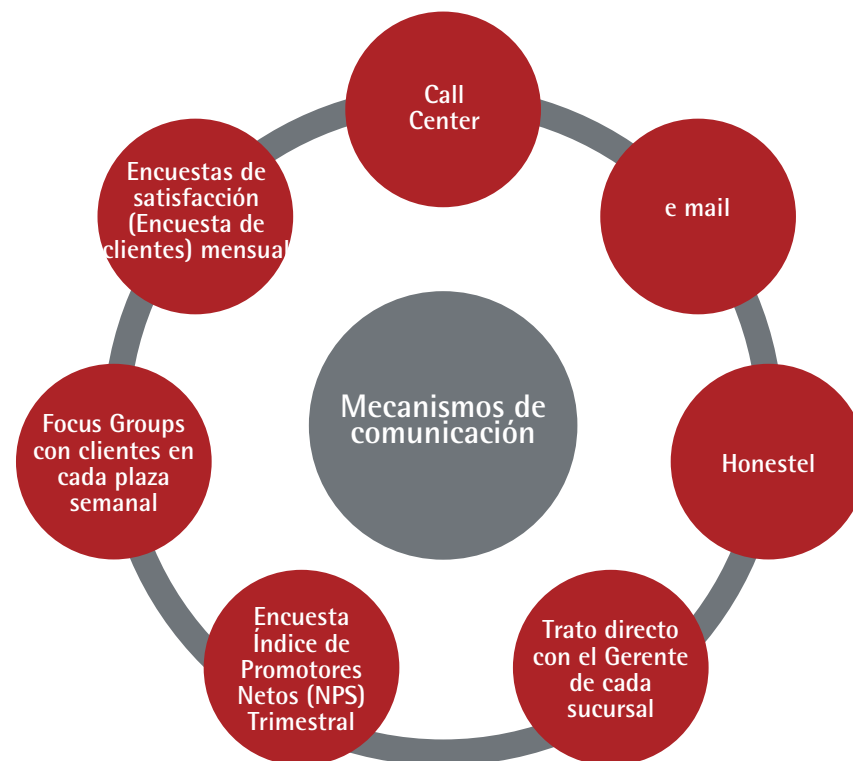 Call
Center
e mail
Honestel
Trato directo
con el Gerente
de cada
sucursal
Encuesta
Índice de
Promotores
Netos (NPS)
Trimestral
Focus Groups
con clientes en
cada plaza
semanal
Encuestas de
satisfacción
(Encuesta de
clientes) mensual
Mecanismos de
comunicación